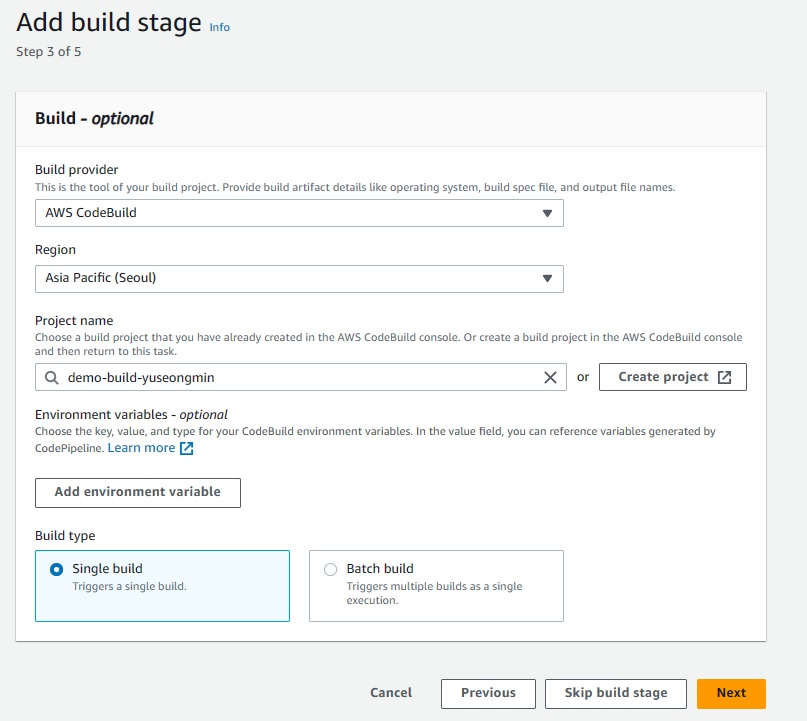 Add build stage Info
Step 3 of 5
Build - optional
Build provider
This is the tool of your build project. Provide build artifact details like operating system, build spec file, and output file names.
AWS CodeBuild
Region
Asia Pacific (Seoul)
Project name
Choose a build project that you have already created in the AWS CodeBuild console. Or create a build project in the AWS CodeBuild console
and then return to this task.
demo-build-yuseongmin or Create project
Environment variables - optional
Choose the key, value, and type for your CodeBuild environment variables. In the value field, you can reference variables generated by
CodePipeline. Learn more
Add environment variable
Build type
Single build
Triggers a single build.
Batch build
Triggers multiple builds as a single
execution.
Cancel Previous Skip build stage Next